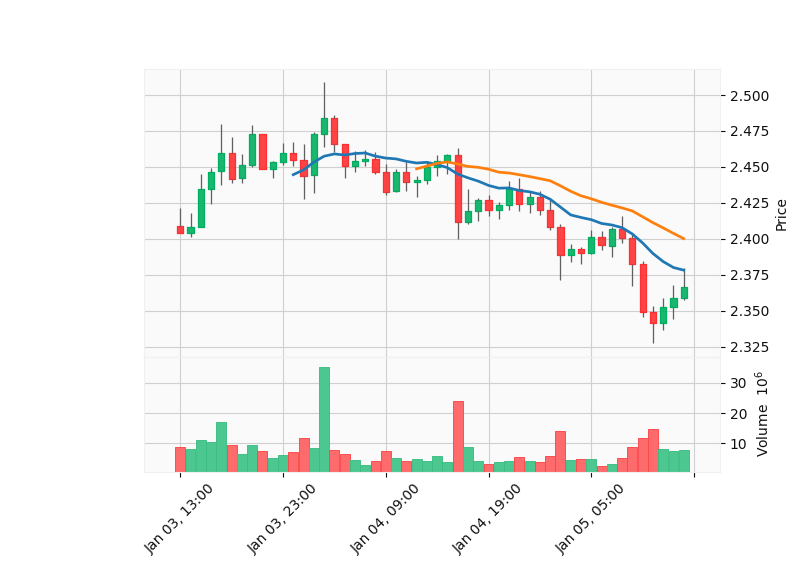 2.500
2.475
2.450
2.425
2.400
2.375
2.350
2.325
Price
30
20
10
Volume 10^6
Jan 03, 13:00
Jan 03, 23:00
Jan 04, 09:00
Jan 04, 19:00
Jan 05, 05:00